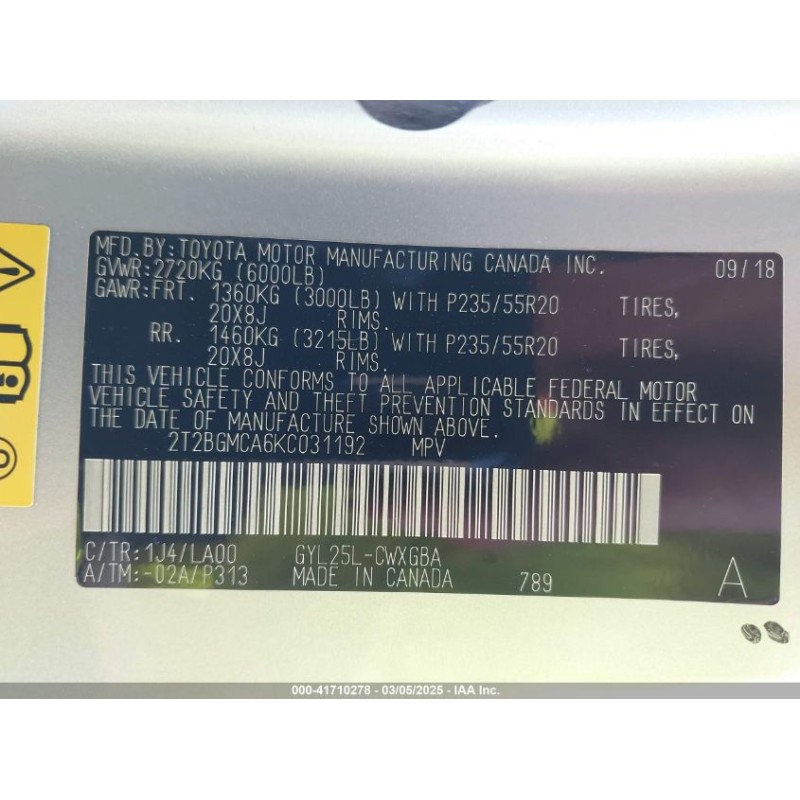 MFD.BY:TOYOTA MOTOR MANUFACTURING CANADA INC. 09/18
GVWR:2720KG (6000LB)
GAWR:FRT. 1360KG (3000LB) WITH P235/55R20 TIRES,
20X8J RIMS.
RR. 1460KG (3215LB) WITH P235/55R20 TIRES,
20X8J RIMS.
THIS VEHICLE CONFORMS TO ALL APPLICABLE FEDERAL MOTOR
VEHICLE SAFETY AND THEFT PREVENTION STANDARDS IN EFFECT ON
THE DATE OF MANUFACTURE SHOWN ABOVE.
2T2BGMCA6KC031192 MPV
C/TR:1J4/LA00 GYL25L-CWXGBA
A/TM:-02A/P313 MADE IN CANADA 789 A
000-41710278 - 03/05/2025 - IAA Inc.